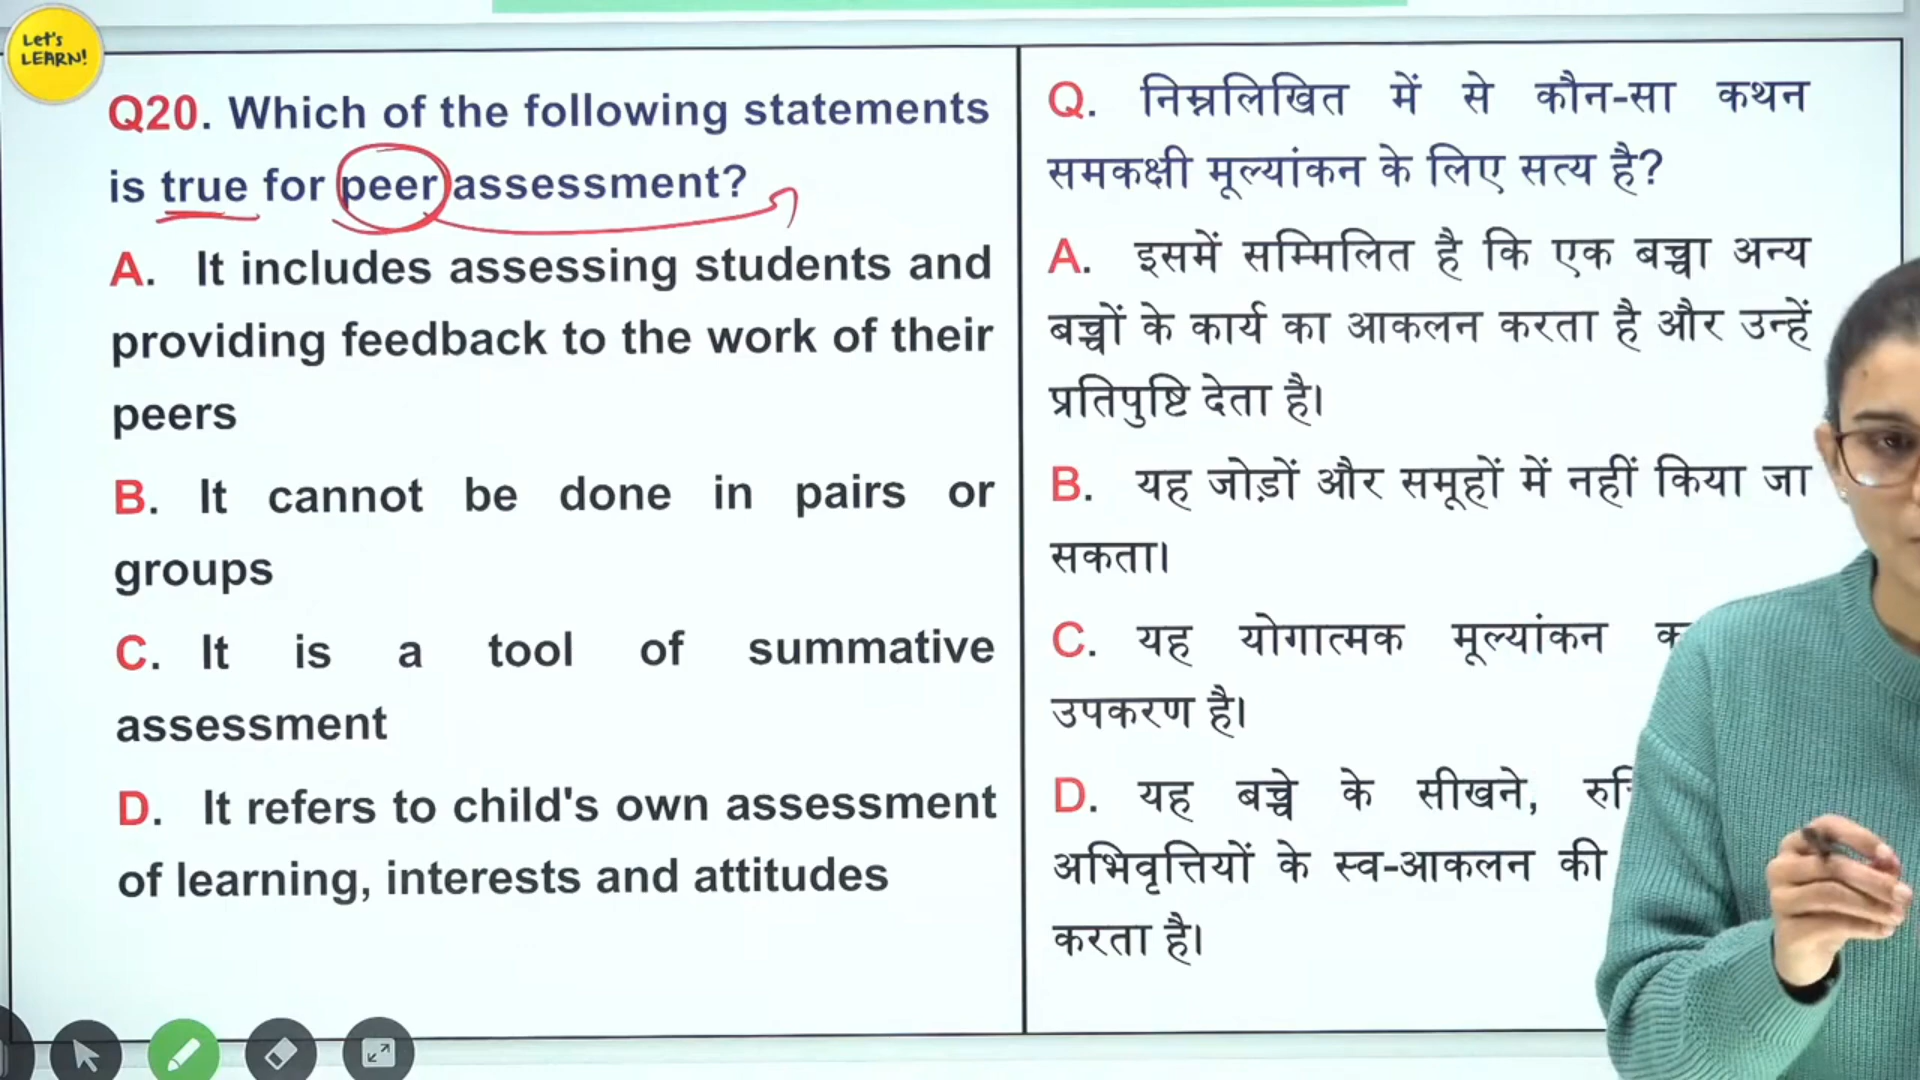 Let's
LEARN!
Q20. Which of the following statements
is true for peer assessment?
A. It includes assessing students and
providing feedback to the work of their
peers
B. It cannot be done in pairs or
groups
C. It is a tool of summative
assessment
D. It refers to child's own assessment
of learning, interests and attitudes
Q. निम्नलिखित में से कौन-सा कथन
समकक्षी मूल्यांकन के लिए सत्य है?
A. इसमें सम्मिलित है कि एक बच्चा अन्य
बच्चों के कार्य का आकलन करता है और उन्हें
प्रतिपुष्टि देता है।
B. यह जोड़ों और समूहों में नहीं किया जा
सकता।
C. यह योगात्मक मूल्यांकन
उपकरण है।
D. यह बच्चे के सीखने,
अभिवृत्तियों के स्व-आकलन की
करता है।